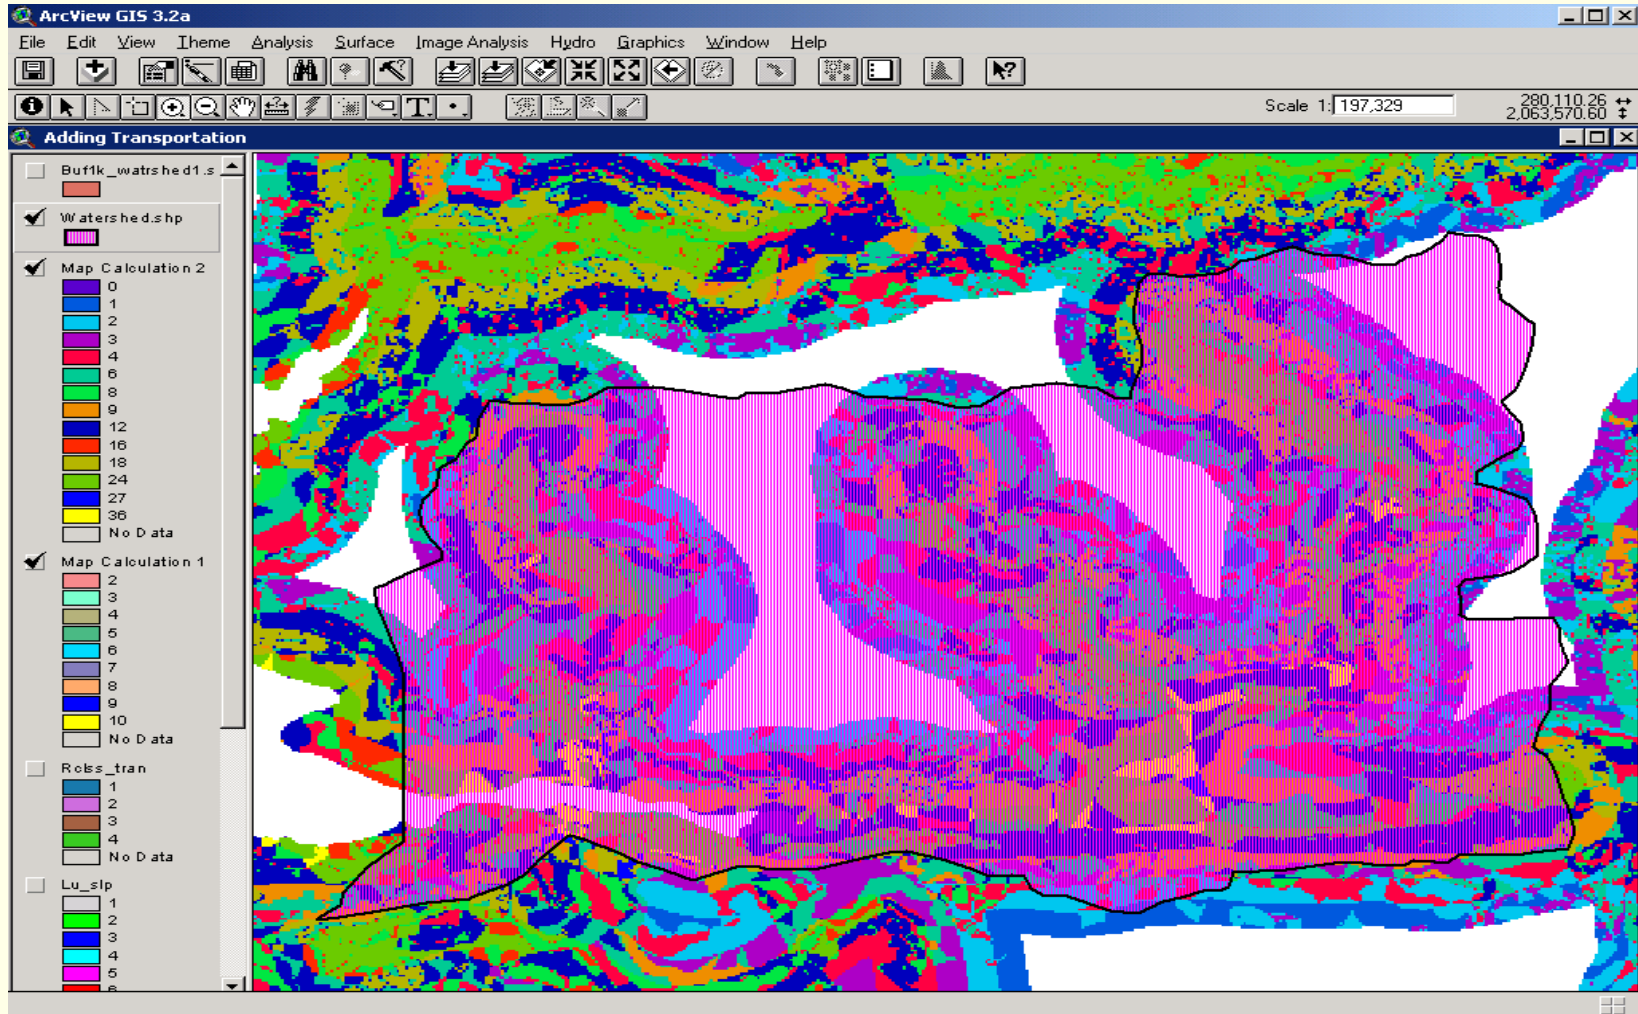 ArcView GIS 3.2a
File Edit View Theme Analysis Surface Image Analysis Hydro Graphics Window Help
Scale 1: 197,329
280,110.26
2,063,570.60
Adding Transportation
Buf1k_watrshed1.s
Watershed.shp
Map Calculation 2
0
1
2
3
4
6
8
9
12
16
18
24
27
36
No Data
Map Calculation 1
2
3
4
5
6
7
8
9
10
No Data
Rclss_tran
1
2
3
4
No Data
Lu_slp
1
2
3
4
5
6